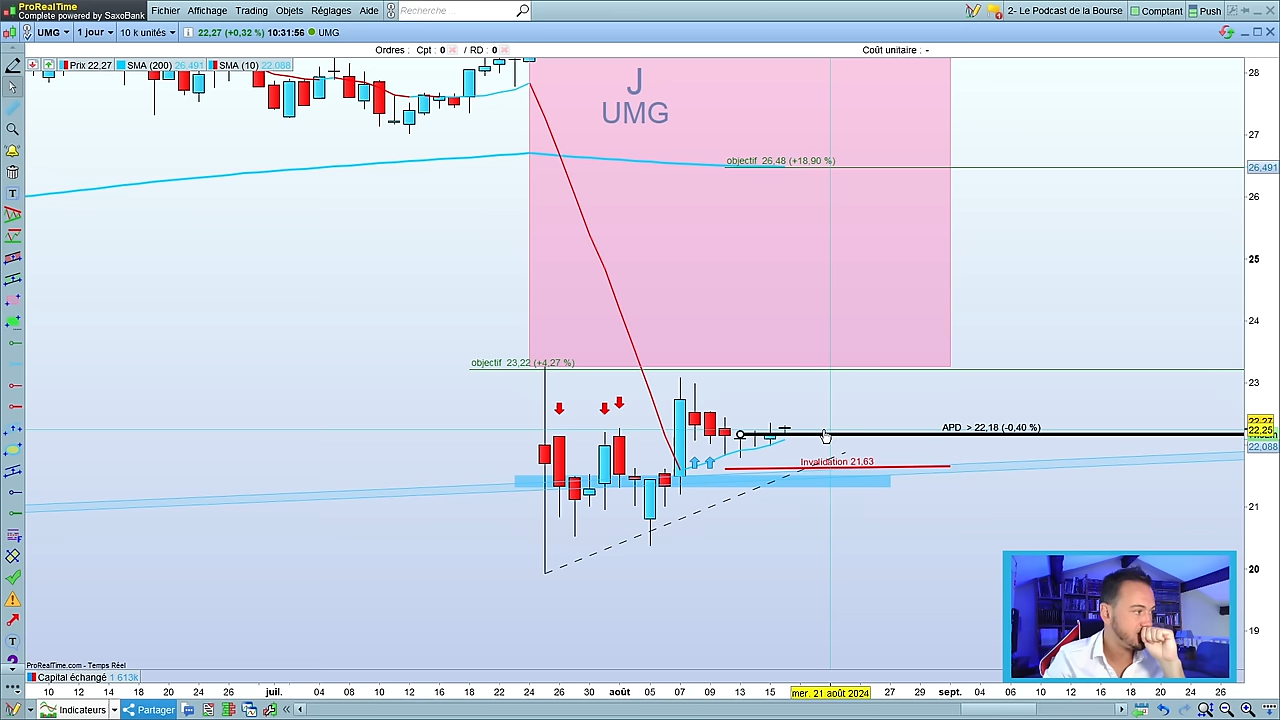 ProRealTime
Complete powered by SaxoBank
Fichier Affichage Trading Objets Réglages Aide Recherche... 2- Le Podcast de la Bourse Comptant Push
UMG 1 jour 10 k unités 22,27 (+0,32 %) 10:31:56 UMG
Ordres : Cpt : 0 / RD : 0 Coût unitaire : -
Prix 22,27 SMA (200) 26,491 SMA (10) 22,088
J
UMG
28
27
objectif 26,48 (+18,90 %)
26,491
26
25
24
objectif 23,22 (+4,27 %)
23
22,27
APD > 22,18 (-0,40 %)
22,25
22,088
Invalidation 21,63
21
20
19
ProRealTime.com - Temps Réel
Capital échangé 1 613k
10 12 14 18 20 24 26 juil. 04 08 10 12 16 18 22 24 26 30 août 05 07 09 13 15 mer. 21 août 2024 27 29 sept. 04 06 10 12 16 18 20 24 26
Indicateurs Partager